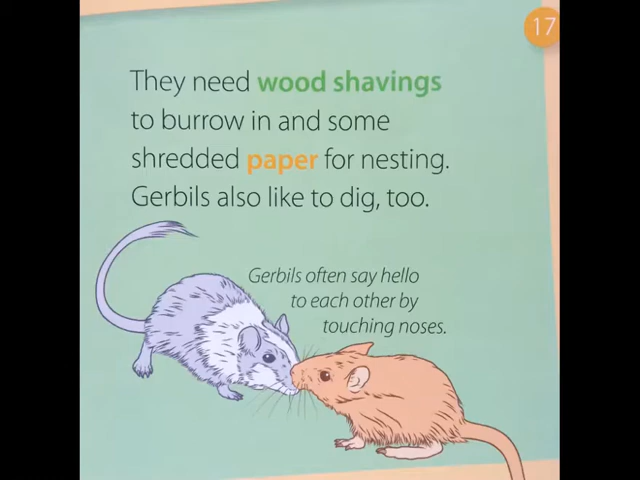 17
They need wood shavings
to burrow in and some
shredded paper for nesting.
Gerbils also like to dig, too.
Gerbils often say hello
to each other by
touching noses.